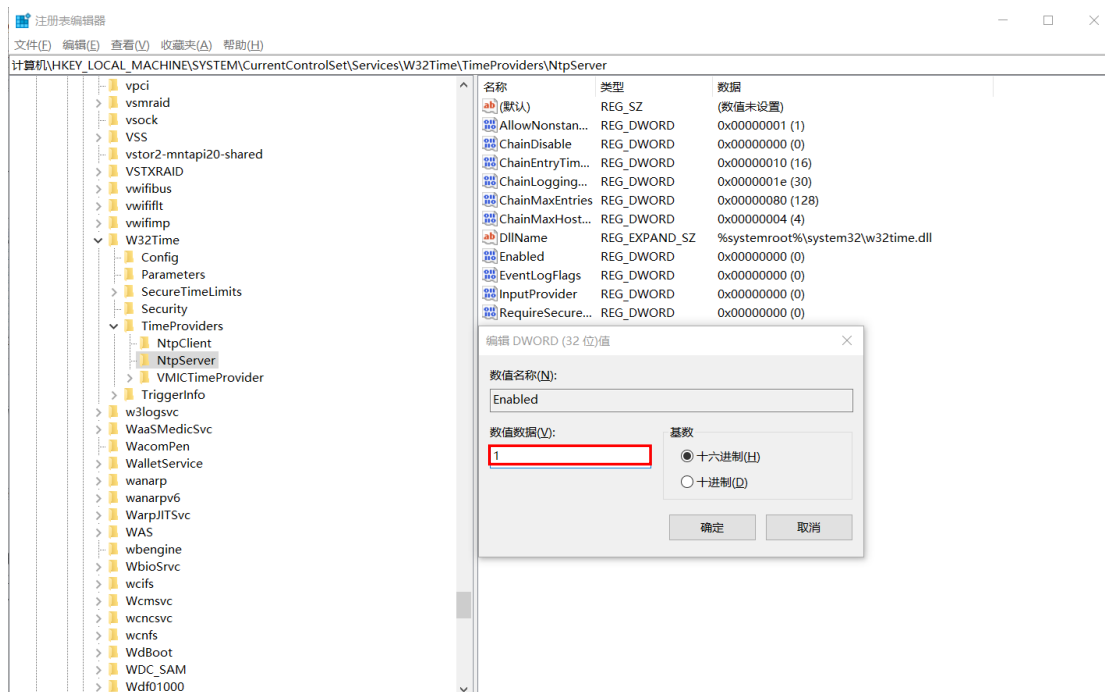 注册表编辑器
文件(F) 编辑(E) 查看(V) 收藏夹(A) 帮助(H)
计算机\HKEY_LOCAL_MACHINE\SYSTEM\CurrentControlSet\Services\W32Time\TimeProviders\NtpServer
vpci
vsmraid
vsock
VSS
vstor2-mntapi20-shared
VSTXRAID
vwifibus
vwififlt
vwifimp
W32Time
Config
Parameters
SecureTimeLimits
Security
TimeProviders
NtpClient
NtpServer
VMICTimeProvider
TriggerInfo
w3logsvc
WaaSMedicSvc
WacomPen
WalletService
wanarp
wanarpv6
WarpJITSvc
WAS
wbengine
WbioSrvc
wcifs
Wcmsvc
wcncsvc
wcnfs
WdBoot
WDC_SAM
Wdf01000
名称 类型 数据
(默认) REG_SZ (数值未设置)
AllowNonstan... REG_DWORD 0x00000001 (1)
ChainDisable REG_DWORD 0x00000000 (0)
ChainEntryTim... REG_DWORD 0x00000010 (16)
ChainLogging... REG_DWORD 0x0000001e (30)
ChainMaxEntries REG_DWORD 0x00000080 (128)
ChainMaxHost... REG_DWORD 0x00000004 (4)
DllName REG_EXPAND_SZ %systemroot%\system32\w32time.dll
Enabled REG_DWORD 0x00000000 (0)
EventLogFlags REG_DWORD 0x00000000 (0)
InputProvider REG_DWORD 0x00000000 (0)
RequireSecure... REG_DWORD 0x00000000 (0)
编辑 DWORD (32 位)值
数值名称(N):
Enabled
数值数据(V): 基数
1 十六进制(H)
十进制(D)
确定 取消